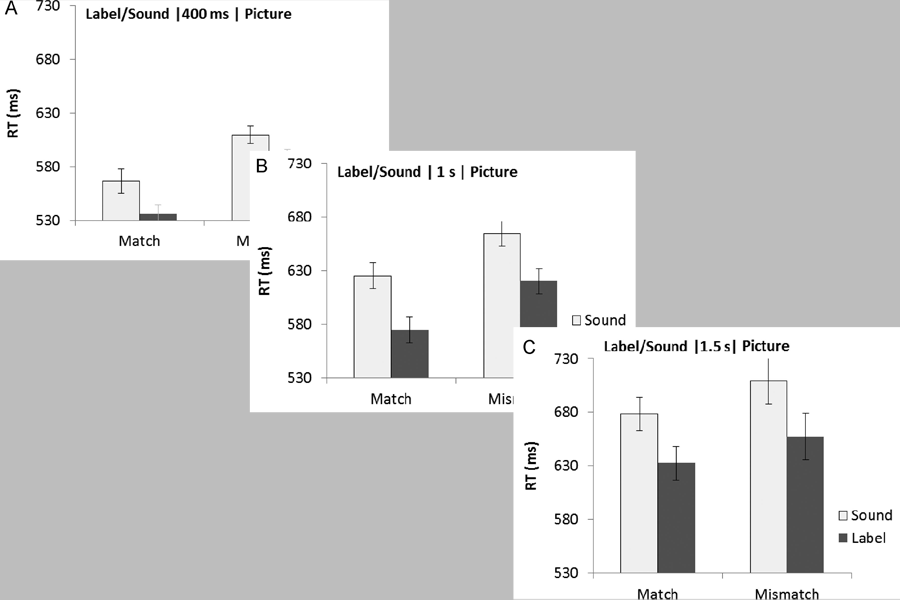 A
Label/Sound |400 ms | Picture
730
680
630
580
530
RT (ms)
Match
M
B
Label/Sound | 1 s | Picture
730
680
630
580
530
RT (ms)
Match
Mism
Sound
C
Label/Sound |1.5 s| Picture
730
680
630
580
530
RT (ms)
Match
Mismatch
Sound
Label